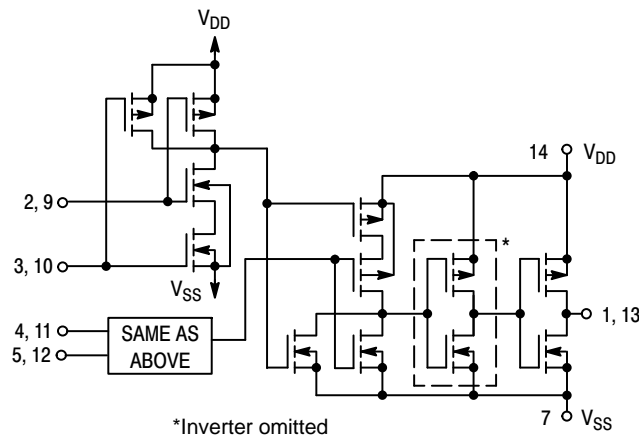 V_DD
14 V_DD
*
2, 9
3, 10
V_SS
1, 13
4, 11
5, 12
SAME AS
ABOVE
7 V_SS
*Inverter omitted